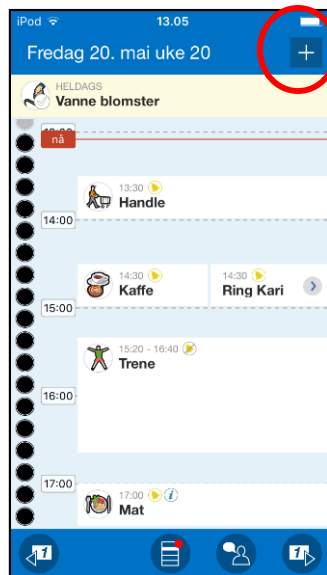 iPod 13.05
Fredag 20. mai uke 20
+
HELDAGS
Vanne blomster
nå
13:30
Handle
14:00
14:30 14:30
Kaffe Ring Kari
15:00
15:20 - 16:40
Trene
16:00
17:00
17:00 i
Mat
1 1